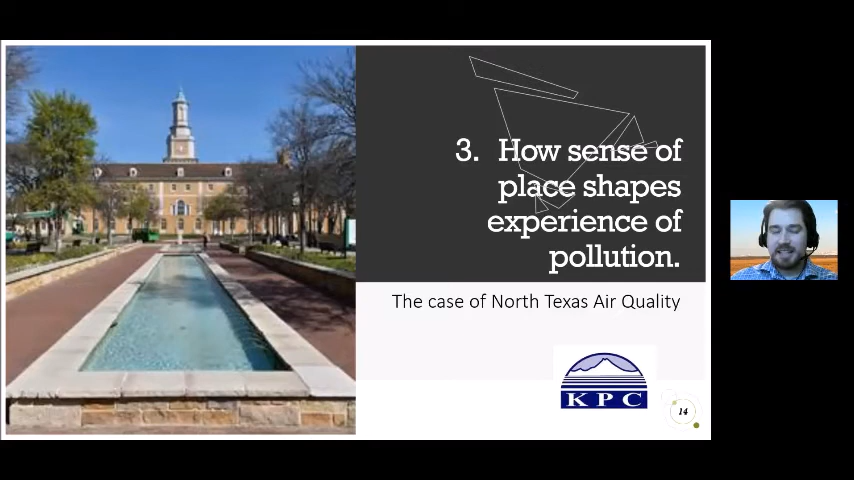 3. How sense of
place shapes
experience of
pollution.
The case of North Texas Air Quality
KPC
14